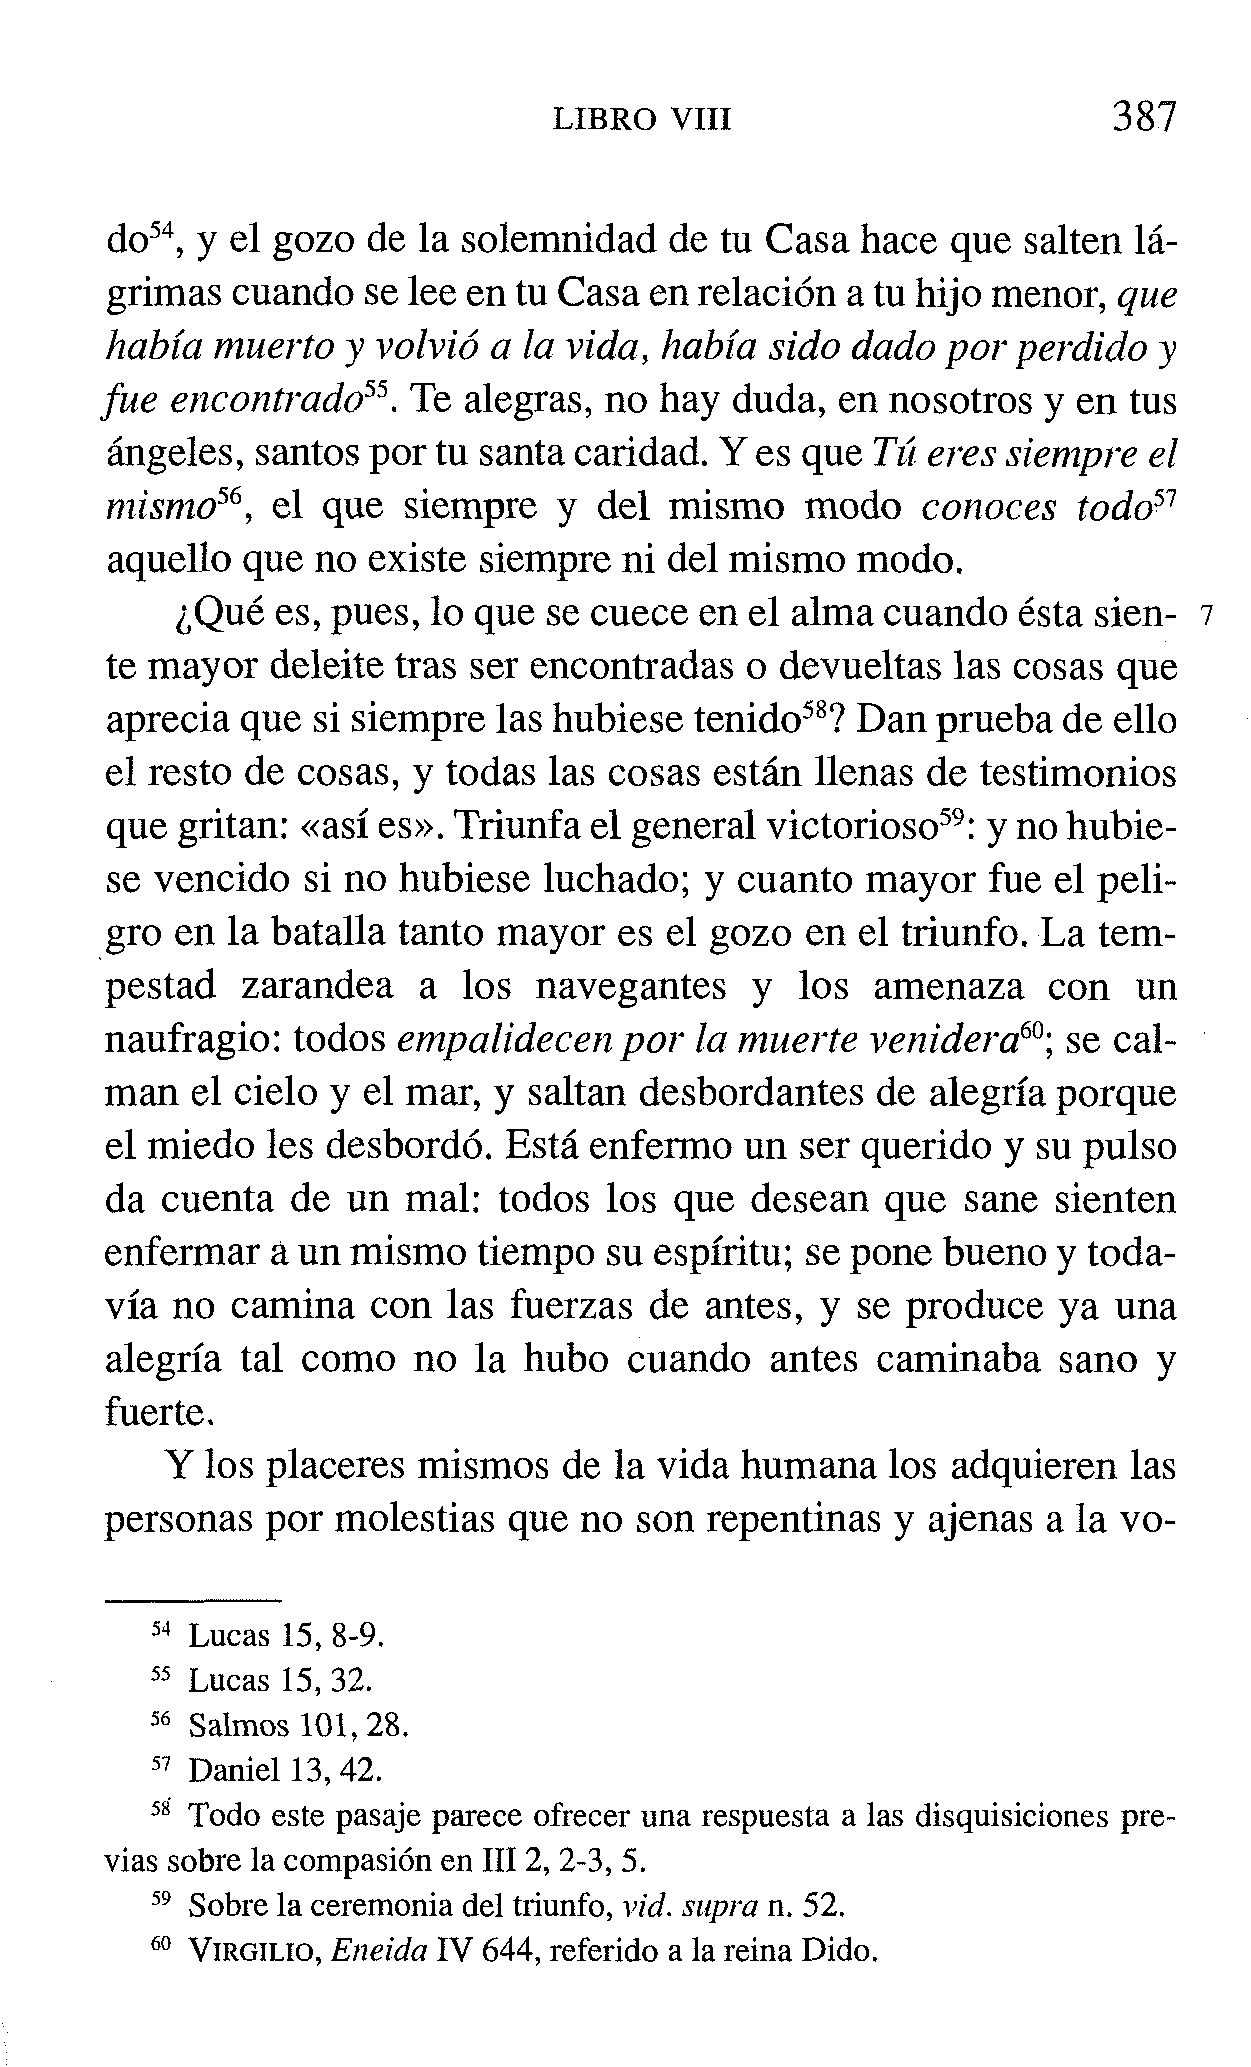 LIBRO VIII 387
do⁵⁴, y el gozo de la solemnidad de tu Casa hace que salten lá-
grimas cuando se lee en tu Casa en relación a tu hijo menor, que
había muerto y volvió a la vida, había sido dado por perdido y
fue encontrado⁵⁵. Te alegras, no hay duda, en nosotros y en tus
ángeles, santos por tu santa caridad. Y es que Tú eres siempre el
mismo⁵⁶, el que siempre y del mismo modo conoces todo⁵⁷
aquello que no existe siempre ni del mismo modo.
¿Qué es, pues, lo que se cuece en el alma cuando ésta sien- 7
te mayor deleite tras ser encontradas o devueltas las cosas que
aprecia que si siempre las hubiese tenido⁵⁸? Dan prueba de ello
el resto de cosas, y todas las cosas están llenas de testimonios
que gritan: «así es». Triunfa el general victorioso⁵⁹: y no hubie-
se vencido si no hubiese luchado; y cuanto mayor fue el peli-
gro en la batalla tanto mayor es el gozo en el triunfo. La tem-
pestad zarandea a los navegantes y los amenaza con un
naufragio: todos empalidecen por la muerte venidera⁶⁰; se cal-
man el cielo y el mar, y saltan desbordantes de alegría porque
el miedo les desbordó. Está enfermo un ser querido y su pulso
da cuenta de un mal: todos los que desean que sane sienten
enfermar a un mismo tiempo su espíritu; se pone bueno y toda-
vía no camina con las fuerzas de antes, y se produce ya una
alegría tal como no la hubo cuando antes caminaba sano y
fuerte.
Y los placeres mismos de la vida humana los adquieren las
personas por molestias que no son repentinas y ajenas a la vo-
⁵⁴ Lucas 15, 8-9.
⁵⁵ Lucas 15, 32.
⁵⁶ Salmos 101, 28.
⁵⁷ Daniel 13, 42.
⁵⁸ Todo este pasaje parece ofrecer una respuesta a las disquisiciones pre-
vias sobre la compasión en III 2, 2-3, 5.
⁵⁹ Sobre la ceremonia del triunfo, vid. supra n. 52.
⁶⁰ VIRGILIO, Eneida IV 644, referido a la reina Dido.